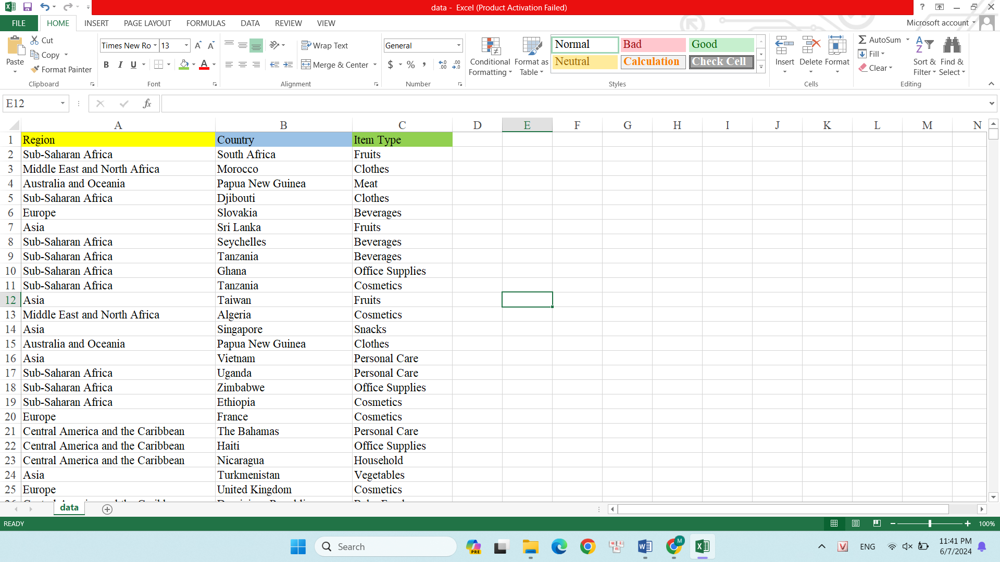 data - Excel (Product Activation Failed)
FILE HOME INSERT PAGE LAYOUT FORMULAS DATA REVIEW VIEW Microsoft account
Paste
Cut
Copy
Format Painter
Clipboard
Times New Ro 13
B I U
Font
Wrap Text
Merge & Center
Alignment
General
$ % ,
Number
Conditional Formatting
Format as Table
Normal Bad Good
Neutral Calculation Check Cell
Styles
Insert Delete Format
Cells
AutoSum
Fill
Clear
Sort & Filter
Find & Select
Editing
E12 fx
A B C D E F G H I J K L M N
1 Region Country Item Type
2 Sub-Saharan Africa South Africa Fruits
3 Middle East and North Africa Morocco Clothes
4 Australia and Oceania Papua New Guinea Meat
5 Sub-Saharan Africa Djibouti Clothes
6 Europe Slovakia Beverages
7 Asia Sri Lanka Fruits
8 Sub-Saharan Africa Seychelles Beverages
9 Sub-Saharan Africa Tanzania Beverages
10 Sub-Saharan Africa Ghana Office Supplies
11 Sub-Saharan Africa Tanzania Cosmetics
12 Asia Taiwan Fruits
13 Middle East and North Africa Algeria Cosmetics
14 Asia Singapore Snacks
15 Australia and Oceania Papua New Guinea Clothes
16 Asia Vietnam Personal Care
17 Sub-Saharan Africa Uganda Personal Care
18 Sub-Saharan Africa Zimbabwe Office Supplies
19 Sub-Saharan Africa Ethiopia Cosmetics
20 Europe France Cosmetics
21 Central America and the Caribbean The Bahamas Personal Care
22 Central America and the Caribbean Haiti Office Supplies
23 Central America and the Caribbean Nicaragua Household
24 Asia Turkmenistan Vegetables
25 Europe United Kingdom Cosmetics
data
READY 100%
Search
ENG
11:41 PM
6/7/2024